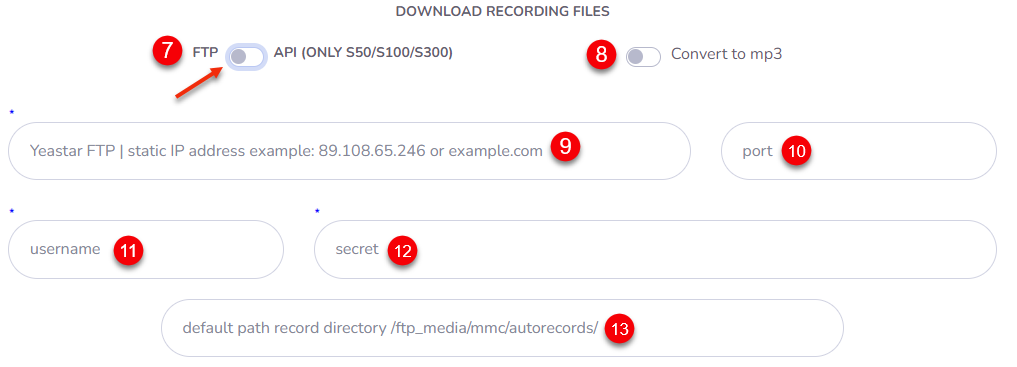 DOWNLOAD RECORDING FILES
7 FTP API (ONLY S50/S100/S300) 8 Convert to mp3
* 
Yeastar FTP | static IP address example: 89.108.65.246 or example.com 9 port 10
* *
username 11 secret 12
default path record directory /ftp_media/mmc/autorecords/ 13